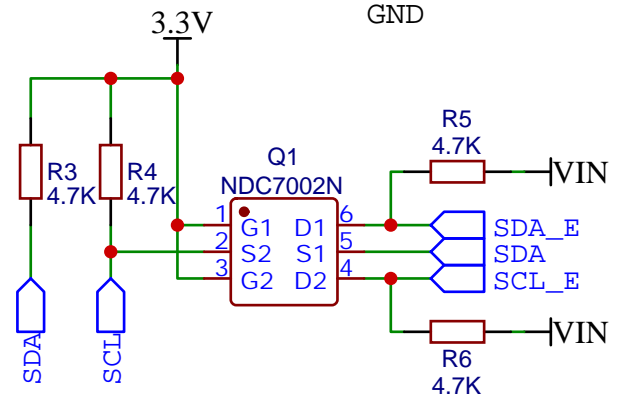 GND
3.3V
R3
4.7K
R4
4.7K
Q1
NDC7002N
1
G1
D1
6
2
S2
S1
5
3
G2
D2
4
R5
4.7K
VIN
SDA_E
SDA
SCL_E
VIN
R6
4.7K
SDA
SCL